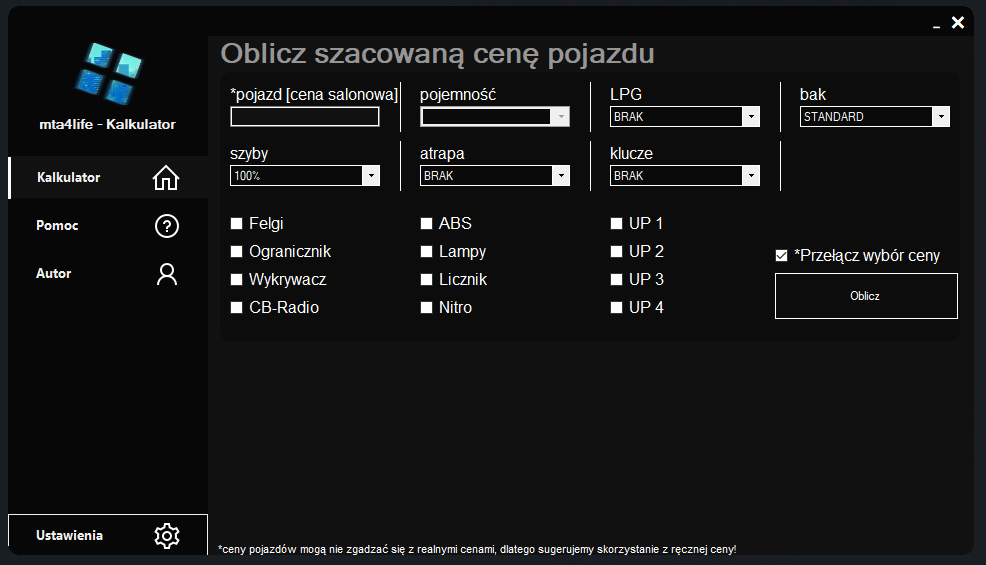 mta4life - Kalkulator
Kalkulator
Pomoc
Autor
Ustawienia
Oblicz szacowaną cenę pojazdu
*pojazd [cena salonowa]
pojemność
LPG
BRAK
bak
STANDARD
szyby
100%
atrapa
BRAK
klucze
BRAK
Felgi
Ogranicznik
Wykrywacz
CB-Radio
ABS
Lampy
Licznik
Nitro
UP 1
UP 2
UP 3
UP 4
*Przełącz wybór ceny
Oblicz
*ceny pojazdów mogą nie zgadzać się z realnymi cenami, dlatego sugerujemy skorzystanie z ręcznej ceny!